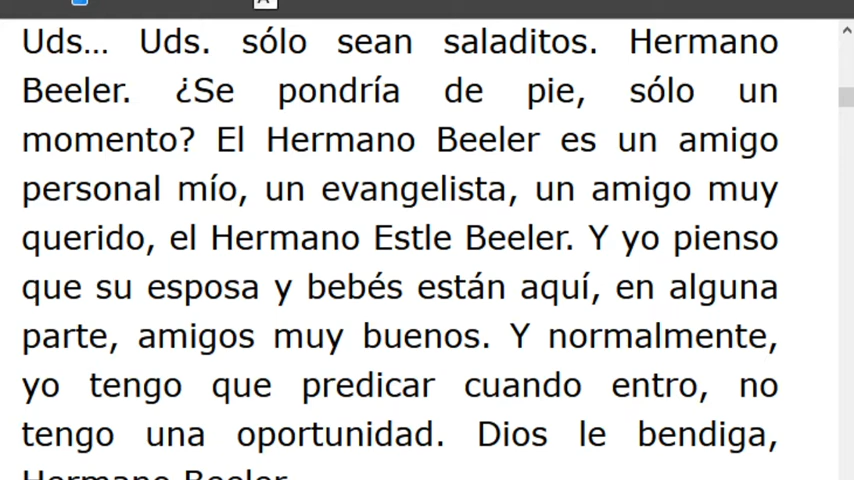 Uds... Uds. sólo sean saladitos. Hermano
Beeler. ¿Se pondría de pie, sólo un
momento? El Hermano Beeler es un amigo
personal mío, un evangelista, un amigo muy
querido, el Hermano Estle Beeler. Y yo pienso
que su esposa y bebés están aquí, en alguna
parte, amigos muy buenos. Y normalmente,
yo tengo que predicar cuando entro, no
tengo una oportunidad. Dios le bendiga,
Hermano Beeler.